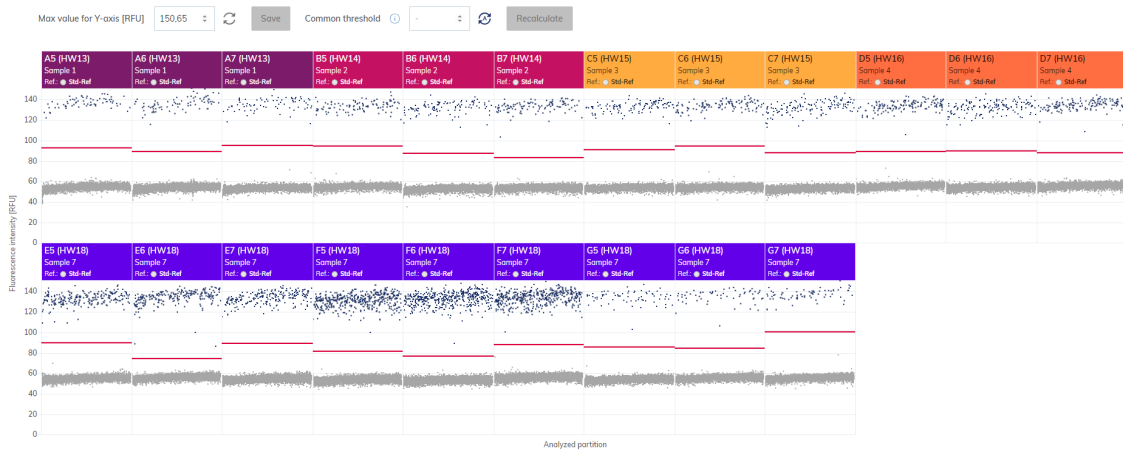 Max value for Y-axis [RFU] 150,65 Save Common threshold - Recalculate
A5 (HW13) A6 (HW13) A7 (HW13) B5 (HW14) B6 (HW14) B7 (HW14) C5 (HW15) C6 (HW15) C7 (HW15) D5 (HW16) D6 (HW16) D7 (HW16)
Sample 1 Sample 1 Sample 1 Sample 2 Sample 2 Sample 2 Sample 3 Sample 3 Sample 3 Sample 4 Sample 4 Sample 4
Ref.: Std-Ref Ref.: Std-Ref Ref.: Std-Ref Ref.: Std-Ref Ref.: Std-Ref Ref.: Std-Ref Ref.: Std-Ref Ref.: Std-Ref Ref.: Std-Ref Ref.: Std-Ref Ref.: Std-Ref Ref.: Std-Ref
140
120
100
80
60
40
20
0
Fluorescence intensity [RFU]
E5 (HW18) E6 (HW18) E7 (HW18) F5 (HW18) F6 (HW18) F7 (HW18) G5 (HW18) G6 (HW18) G7 (HW18)
Sample 7 Sample 7 Sample 7 Sample 7 Sample 7 Sample 7 Sample 7 Sample 7 Sample 7
Ref.: Std-Ref Ref.: Std-Ref Ref.: Std-Ref Ref.: Std-Ref Ref.: Std-Ref Ref.: Std-Ref Ref.: Std-Ref Ref.: Std-Ref Ref.: Std-Ref
140
120
100
80
60
40
20
0
Analyzed partition